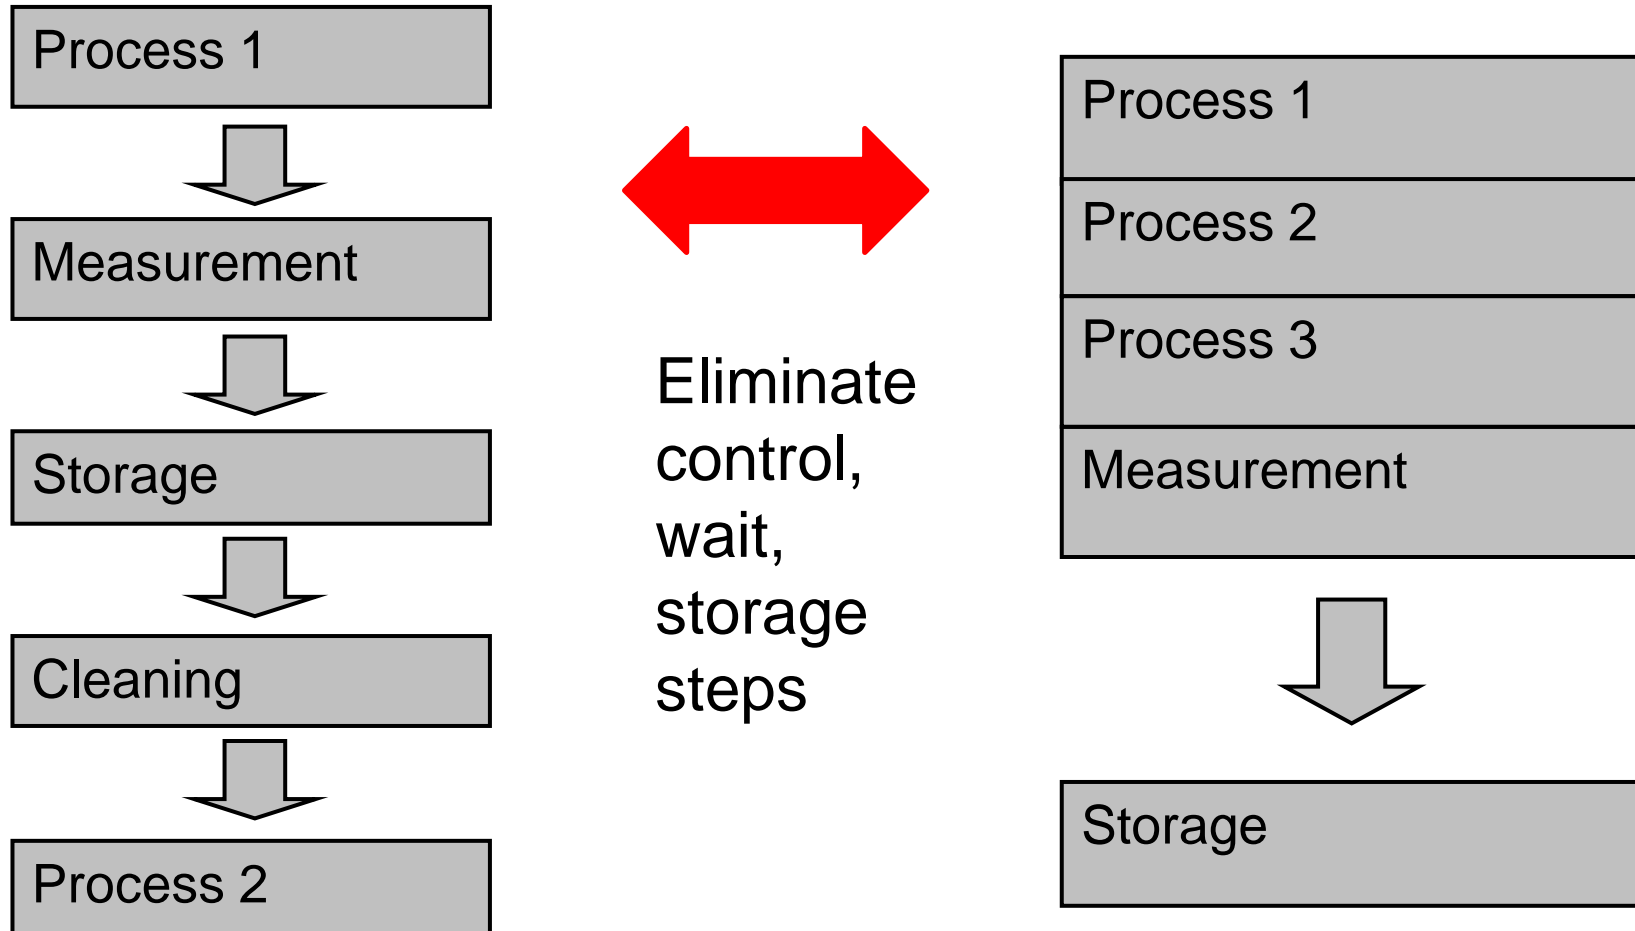 Process 1
Measurement
Storage
Cleaning
Process 2
Eliminate
control,
wait,
storage
steps
Process 1
Process 2
Process 3
Measurement
Storage